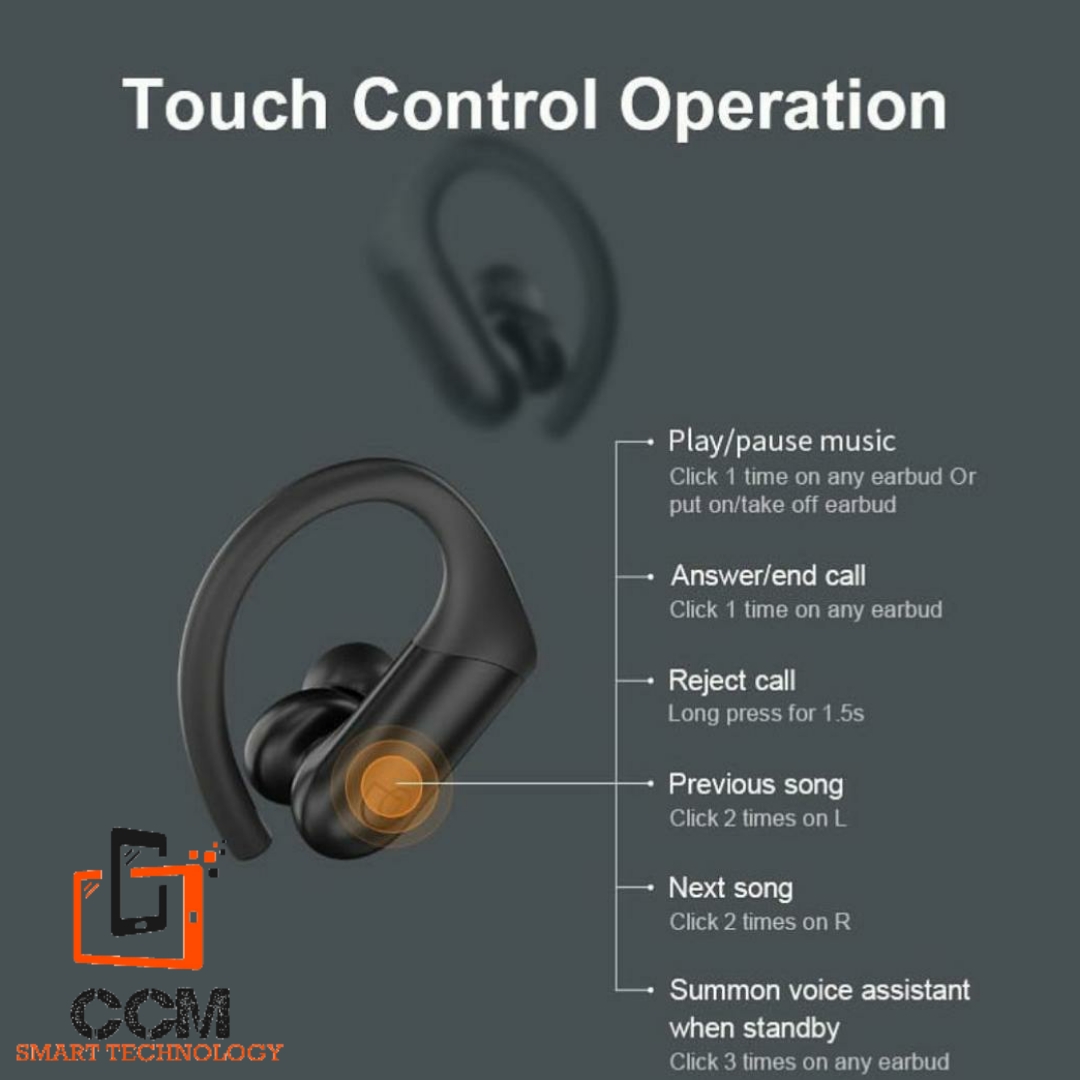 Touch Control Operation
Play/pause music
Click 1 time on any earbud Or
put on/take off earbud
Answer/end call
Click 1 time on any earbud
Reject call
Long press for 1.5s
Previous song
Click 2 times on L
Next song
Click 2 times on R
Summon voice assistant
when standby
Click 3 times on any earbud
CCM
SMART TECHNOLOGY